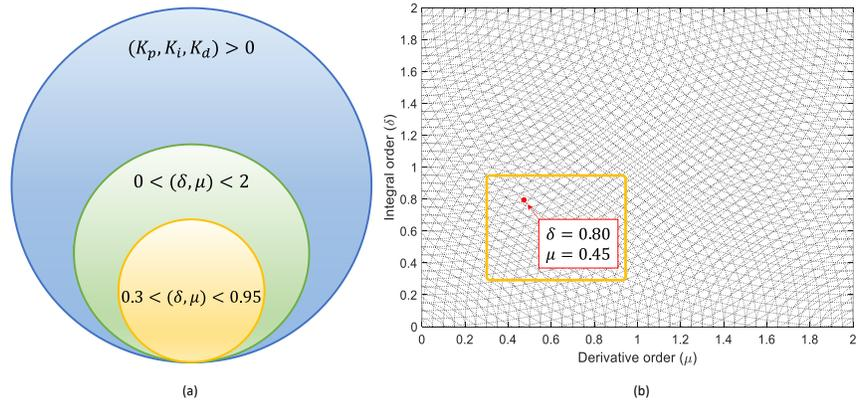 (K_p, K_i, K_d) > 0
0 < (δ, μ) < 2
0.3 < (δ, μ) < 0.95
(a)
Integral order (δ)
2
1.8
1.6
1.4
1.2
1
0.8
0.6
0.4
0.2
0
δ = 0.80
μ = 0.45
0 0.2 0.4 0.6 0.8 1 1.2 1.4 1.6 1.8 2
Derivative order (μ)
(b)